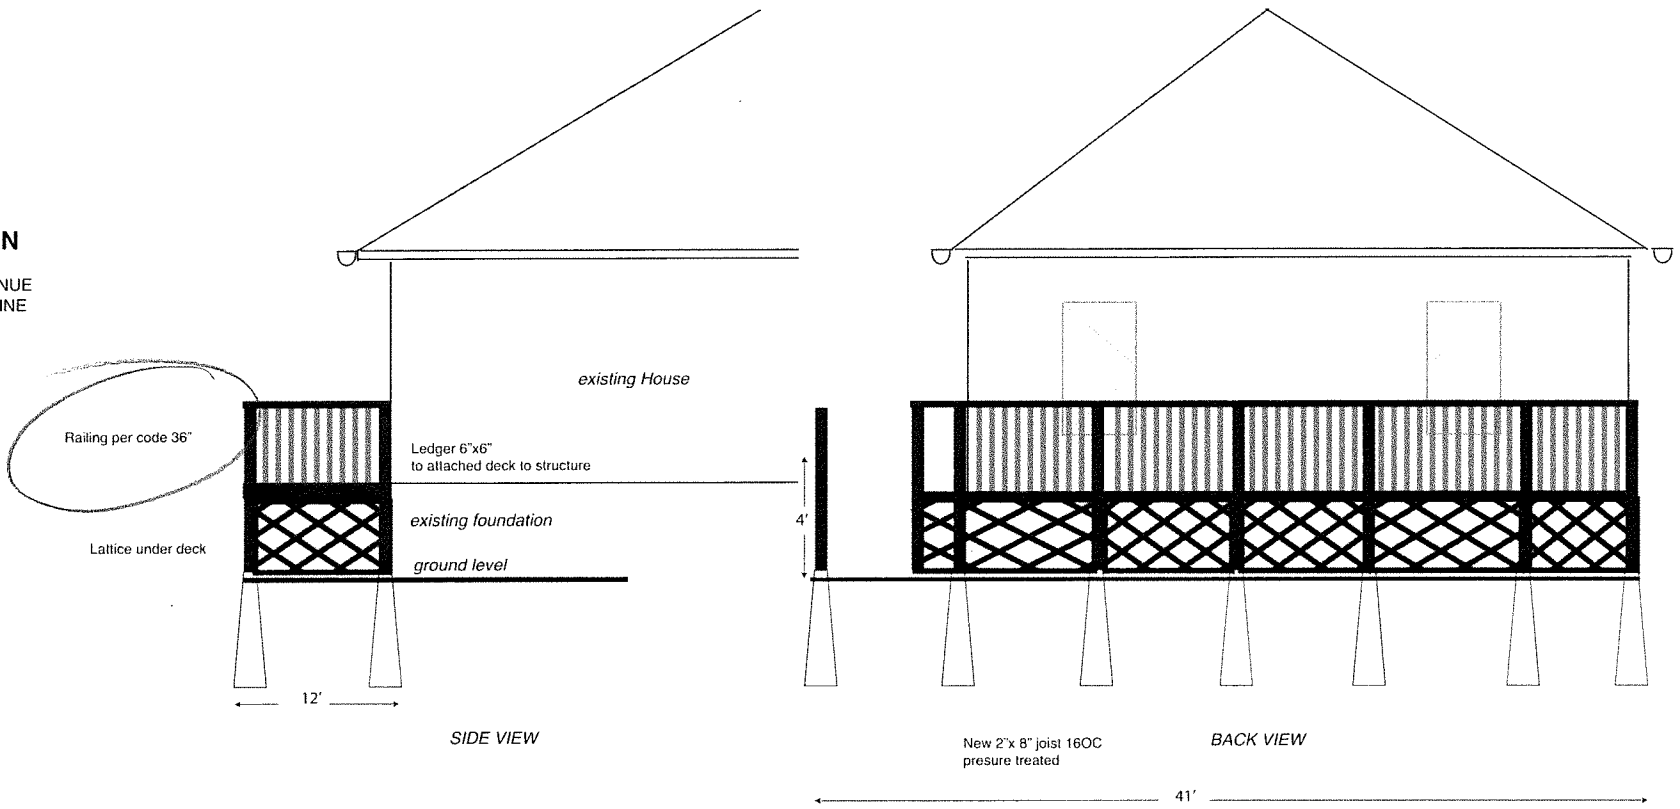 N
NUE
INE
existing House
Railing per code 36"
Ledger 6"x6"
to attached deck to structure
existing foundation
4'
Lattice under deck
ground level
12'
SIDE VIEW
New 2"x 8" joist 16OC
presure treated
BACK VIEW
41'